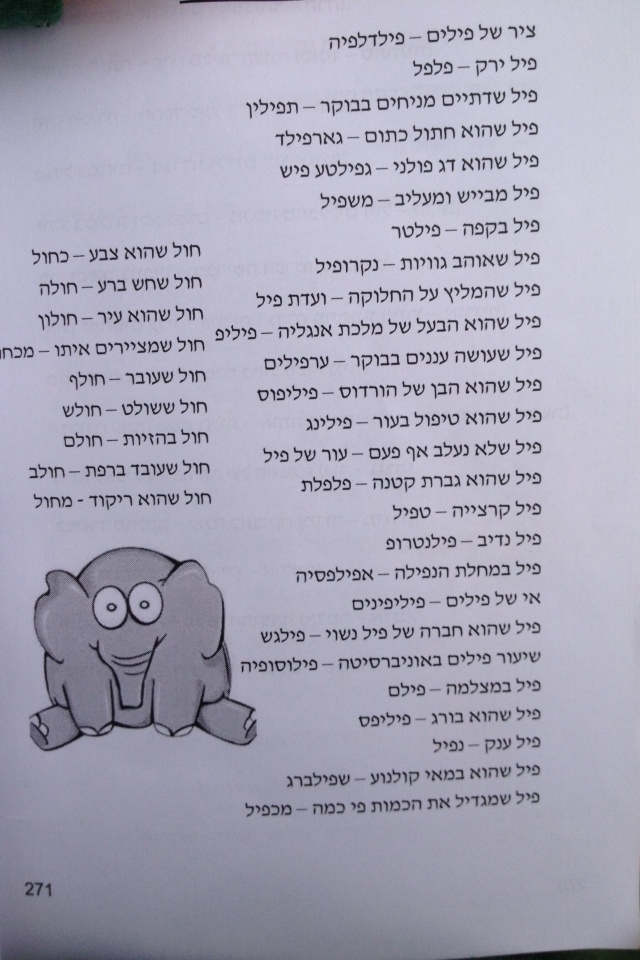 ציר של פילים – פילדלפיה
פיל ירק – פלפל
פיל שדתיים מניחים בבוקר – תפילין
פיל שהוא חתול כתום – גארפילד
פיל שהוא דג פולני – גפילטע פיש
פיל מבייש ומעליב – משפיל
פיל בקפה – פילטר
פיל שאוהב גוויות – נקרופיל
פיל שהמליץ על החלוקה – ועדת פיל
פיל שהוא הבעל של מלכת אנגליה – פיליפ
פיל שעושה עננים בבוקר – ערפילים
פיל שהוא הבן של הורדוס – פיליפוס
פיל שהוא טיפול בעור – פילינג
פיל שלא נעלב אף פעם – עור של פיל
פיל שהוא גברת קטנה – פלפלת
פיל קרצייה – טפיל
פיל נדיב – פילנטרופ
פיל במחלת הנפילה – אפילפסיה
אי של פילים – פיליפינים
פיל שהוא חברה של פיל נשוי – פילגש
שיעור פילים באוניברסיטה – פילוסופיה
פיל במצלמה – פילם
פיל שהוא בורג – פיליפס
פיל ענק – נפיל
פיל שהוא במאי קולנוע – שפילברג
פיל שמגדיל את הכמות פי כמה – מכפיל
חול שהוא צבע – כחול
חול שחש ברע – חולה
חול שהוא עיר – חולון
חול שמציירים איתו – מכחו
חול שעובר – חולף
חול ששולט – חולש
חול בהזיות – חולם
חול שעובד ברפת – חולב
חול שהוא ריקוד - מחול
271